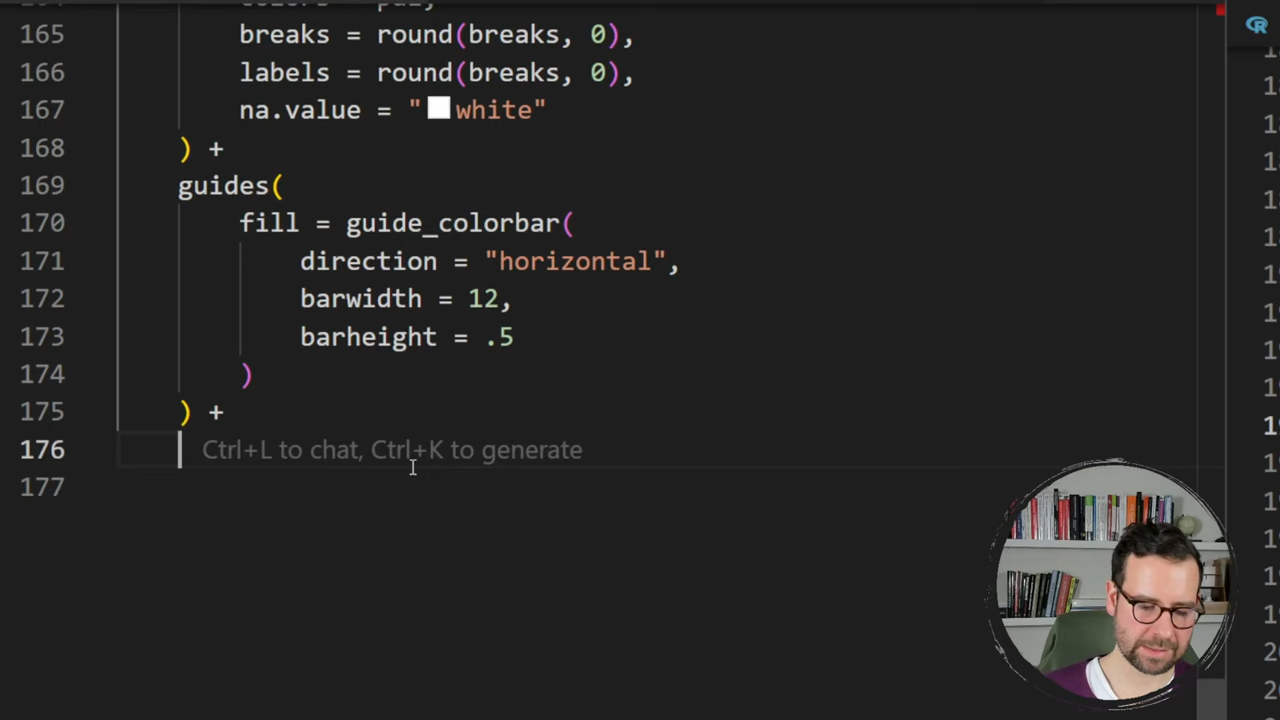 165 breaks = round(breaks, 0),
166 labels = round(breaks, 0),
167 na.value = "white"
168 ) +
169 guides(
170 fill = guide_colorbar(
171 direction = "horizontal",
172 barwidth = 12,
173 barheight = .5
174 )
175 ) +
176 Ctrl+L to chat, Ctrl+K to generate
177